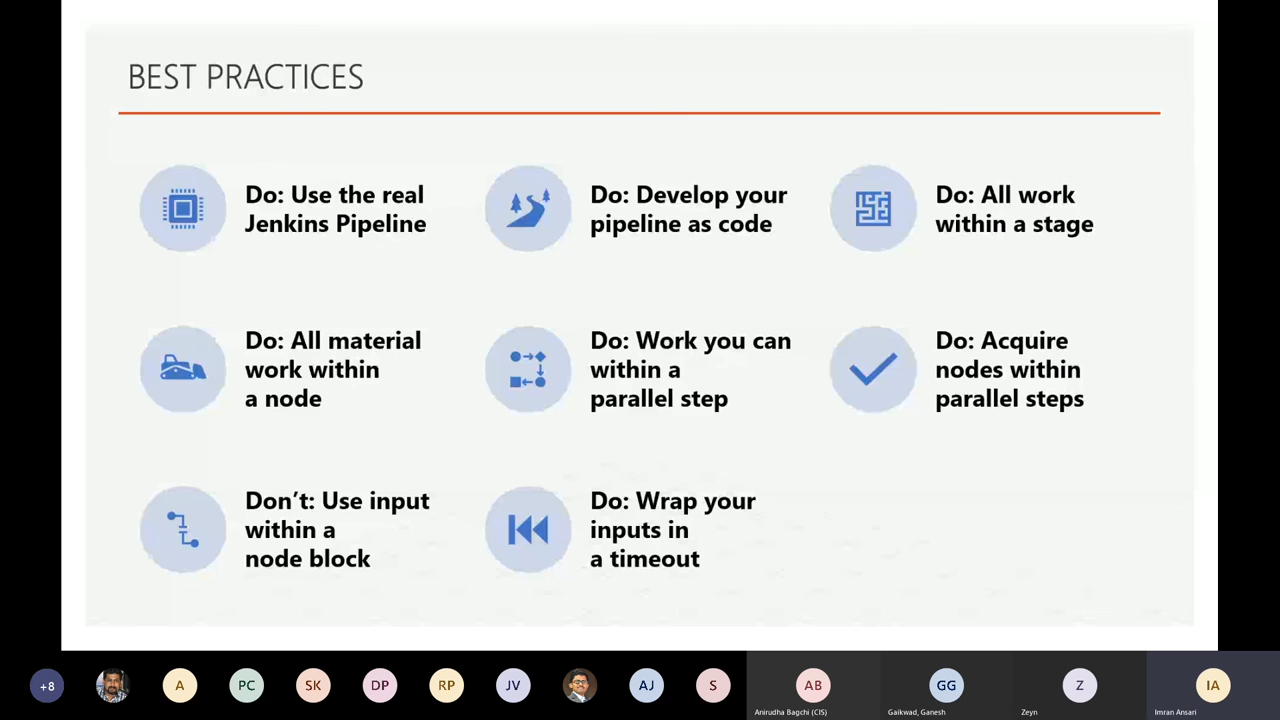 BEST PRACTICES
Do: Use the real
Jenkins Pipeline
Do: Develop your
pipeline as code
Do: All work
within a stage
Do: All material
work within
a node
Do: Work you can
within a
parallel step
Do: Acquire
nodes within
parallel steps
Don’t: Use input
within a
node block
Do: Wrap your
inputs in
a timeout
+8
A
PC
SK
DP
RP
JV
AJ
S
AB
Anirudha Bagchi (CIS)
GG
Gaikwad, Ganesh
Z
Zeyn
IA
Imran Ansari